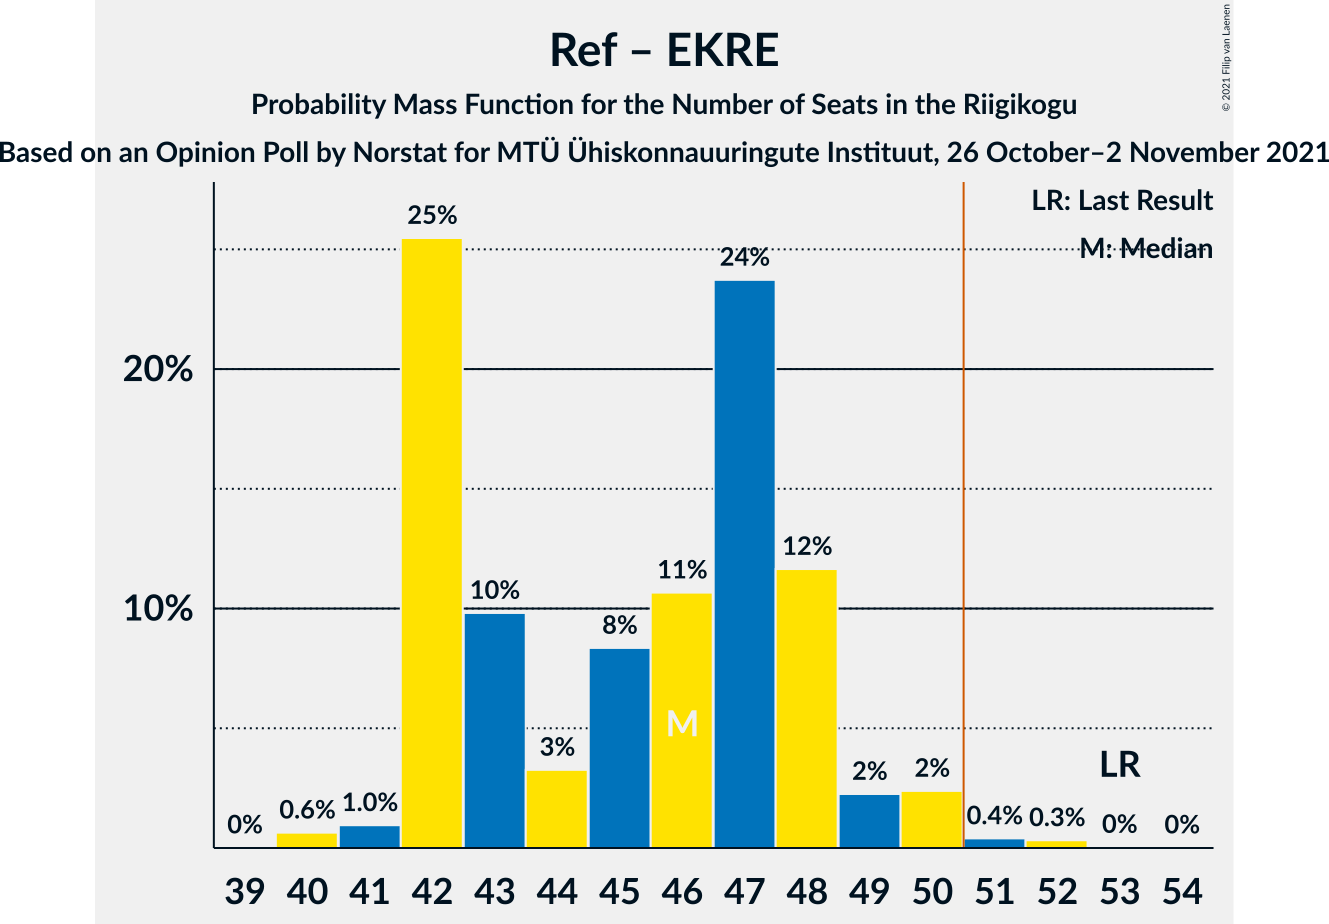 Ref – EKRE
Probability Mass Function for the Number of Seats in the Riigikogu
Based on an Opinion Poll by Norstat for MTÜ Ühiskonnauuringute Instituut, 26 October–2 November 2021
© 2021 Filip van Laenen
LR: Last Result
M: Median
25%
24%
20%
12%
11%
10%
10%
8%
M
3%
LR
2%
2%
0%
0.6%
1.0%
0.4%
0.3%
0%
0%
39 40 41 42 43 44 45 46 47 48 49 50 51 52 53 54